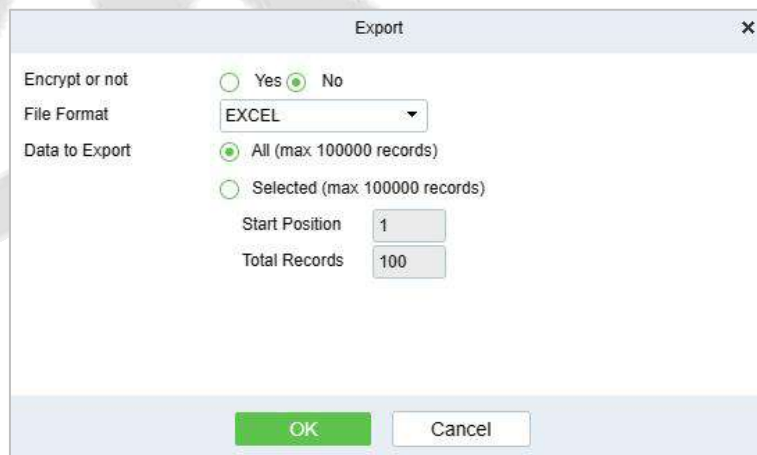 Export
Encrypt or not Yes No
File Format EXCEL
Data to Export All (max 100000 records)
Selected (max 100000 records)
Start Position 1
Total Records 100
OK Cancel